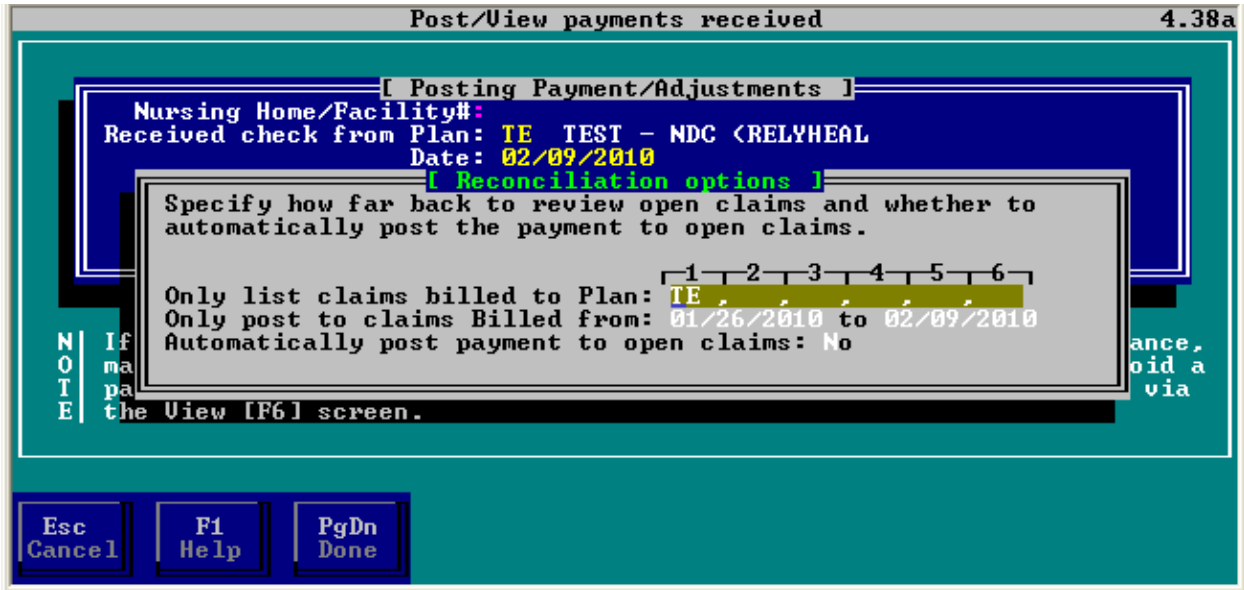 Post/View payments received 4.38a
[ Posting Payment/Adjustments ]
Nursing Home/Facility#:
Received check from Plan: TE TEST - NDC (RELYHEAL
Date: 02/09/2010
[ Reconciliation options ]
Specify how far back to review open claims and whether to
automatically post the payment to open claims.
1 2 3 4 5 6
Only list claims billed to Plan: TE , , , , ,
Only post to claims Billed from: 01/26/2010 to 02/09/2010
Automatically post payment to open claims: No
N If ance,
O ma oid a
T pa via
E the View [F6] screen.
Esc F1 PgDn
Cancel Help Done